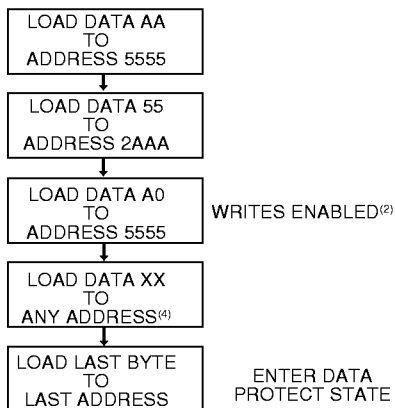 LOAD DATA AA
TO
ADDRESS 5555
LOAD DATA 55
TO
ADDRESS 2AAA
LOAD DATA A0
TO
ADDRESS 5555
WRITES ENABLED(2)
LOAD DATA XX
TO
ANY ADDRESS(4)
LOAD LAST BYTE
TO
LAST ADDRESS
ENTER DATA
PROTECT STATE